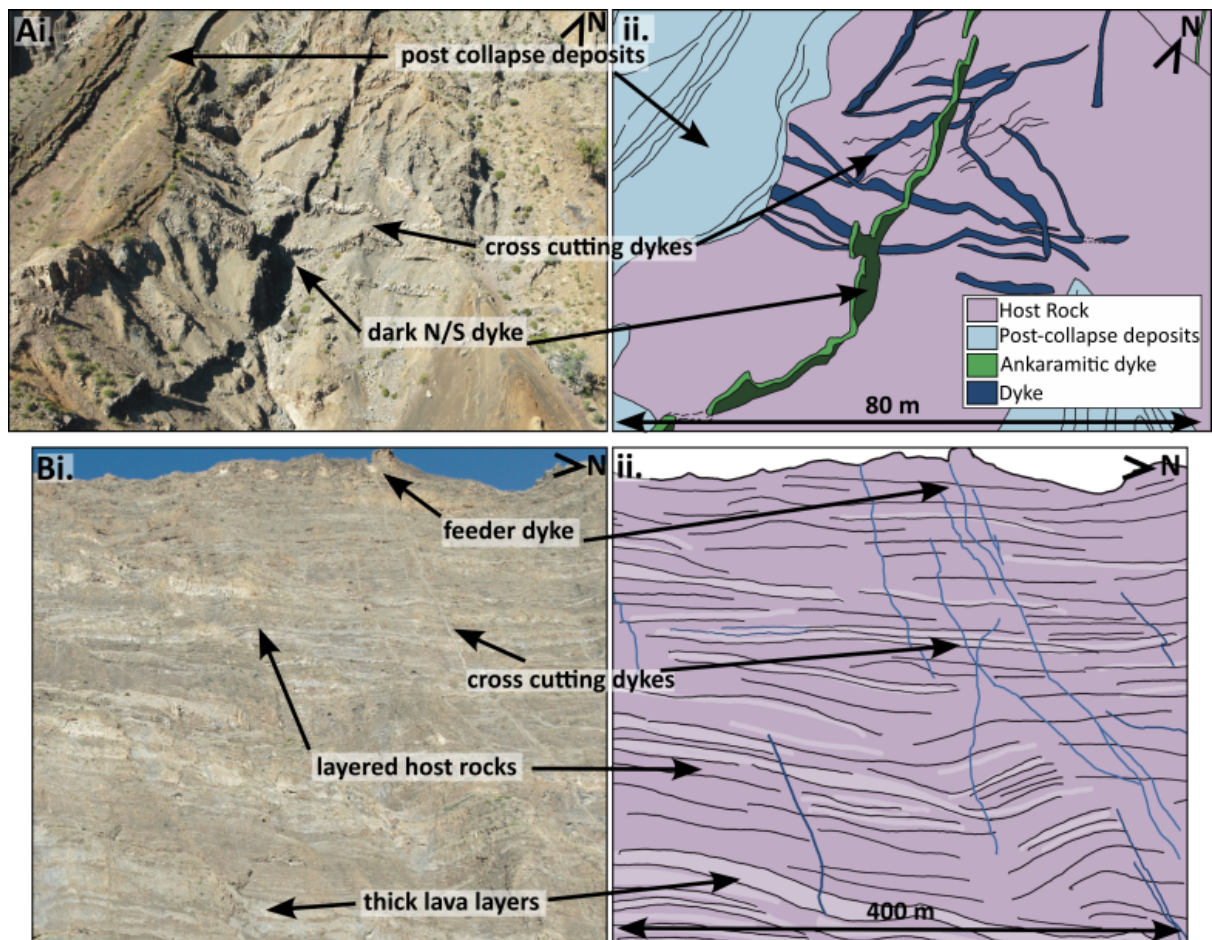 Ai.
N
ii.
N
post collapse deposits
cross cutting dykes
dark N/S dyke
Host Rock
Post-collapse deposits
Ankaramitic dyke
Dyke
80 m
Bi.
N
ii.
N
feeder dyke
cross cutting dykes
layered host rocks
thick lava layers
400 m